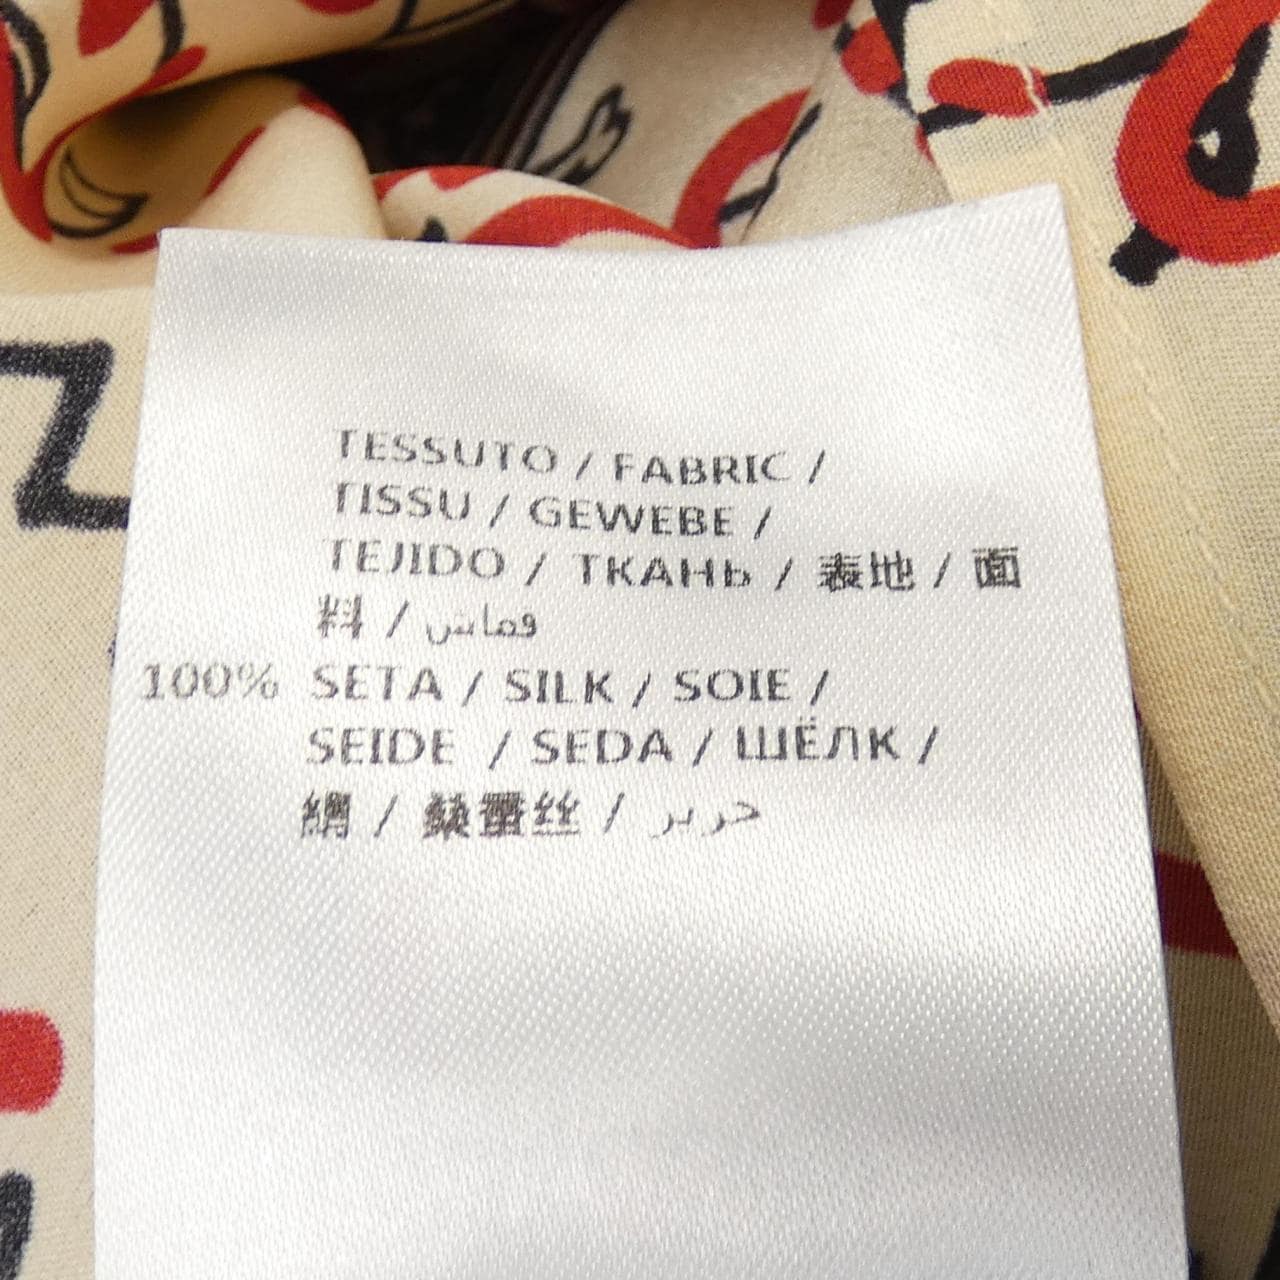 TESSUTO / FABRIC /
TISSU / GEWEBE /
TEJIDO / ТКАНЬ / 表地 / 面
料 / قماش
100% SETA / SILK / SOIE /
SEIDE / SEDA / ШЁЛК /
絹 / 桑蚕丝 / حرير